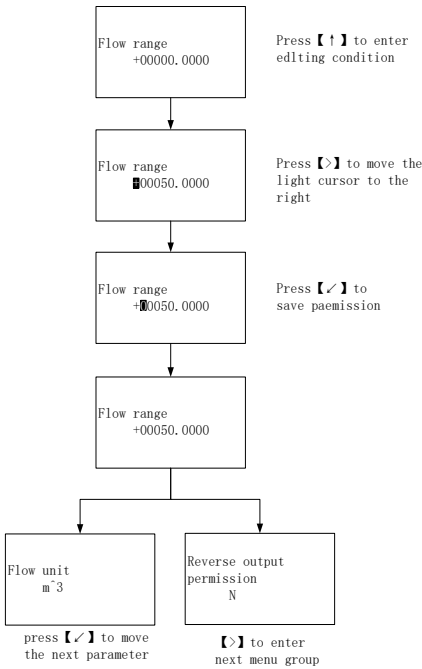 Flow range
+00000.0000
Press【↑】to enter
edlting condition
Flow range
+00050.0000
Press【>】to move the
light cursor to the
right
Flow range
+00050.0000
Press【↙】to
save paemission
Flow range
+00050.0000
Flow unit
m^3
Reverse output
permission
N
press【↙】to move
the next parameter
【>】to enter
next menu group